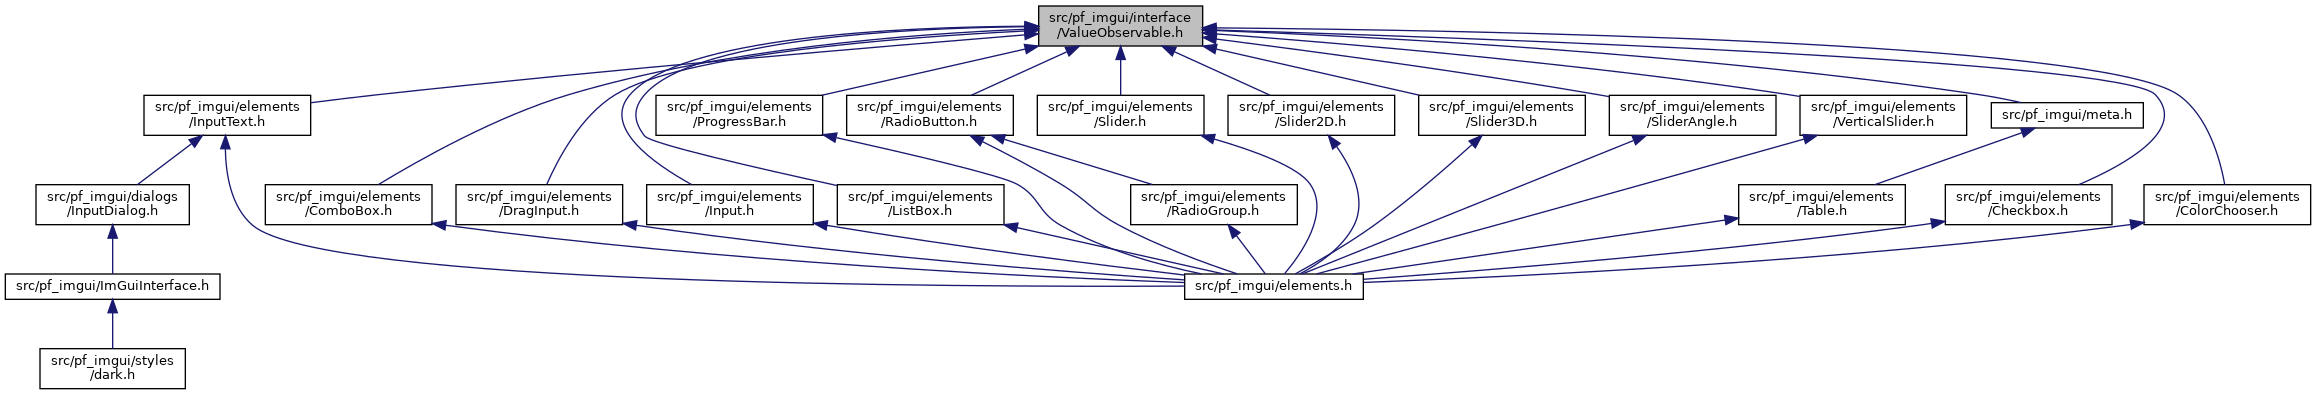 src/pf_imgui/interface
/ValueObservable.h
src/pf_imgui/elements
/InputText.h
src/pf_imgui/elements
/ProgressBar.h
src/pf_imgui/elements
/RadioButton.h
src/pf_imgui/elements
/Slider.h
src/pf_imgui/elements
/Slider2D.h
src/pf_imgui/elements
/Slider3D.h
src/pf_imgui/elements
/SliderAngle.h
src/pf_imgui/elements
/VerticalSlider.h
src/pf_imgui/meta.h
src/pf_imgui/dialogs
/InputDialog.h
src/pf_imgui/elements
/ComboBox.h
src/pf_imgui/elements
/DragInput.h
src/pf_imgui/elements
/Input.h
src/pf_imgui/elements
/ListBox.h
src/pf_imgui/elements
/RadioGroup.h
src/pf_imgui/elements
/Table.h
src/pf_imgui/elements
/Checkbox.h
src/pf_imgui/elements
/ColorChooser.h
src/pf_imgui/ImGuiInterface.h
src/pf_imgui/elements.h
src/pf_imgui/styles
/dark.h